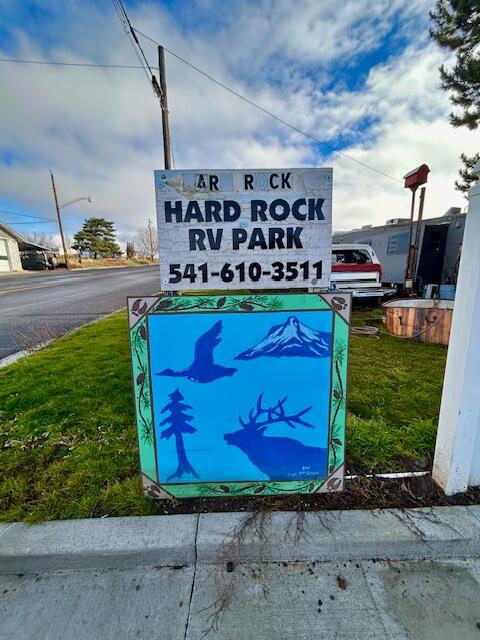 AR ROCK
HARD ROCK
RV PARK
541-610-3511